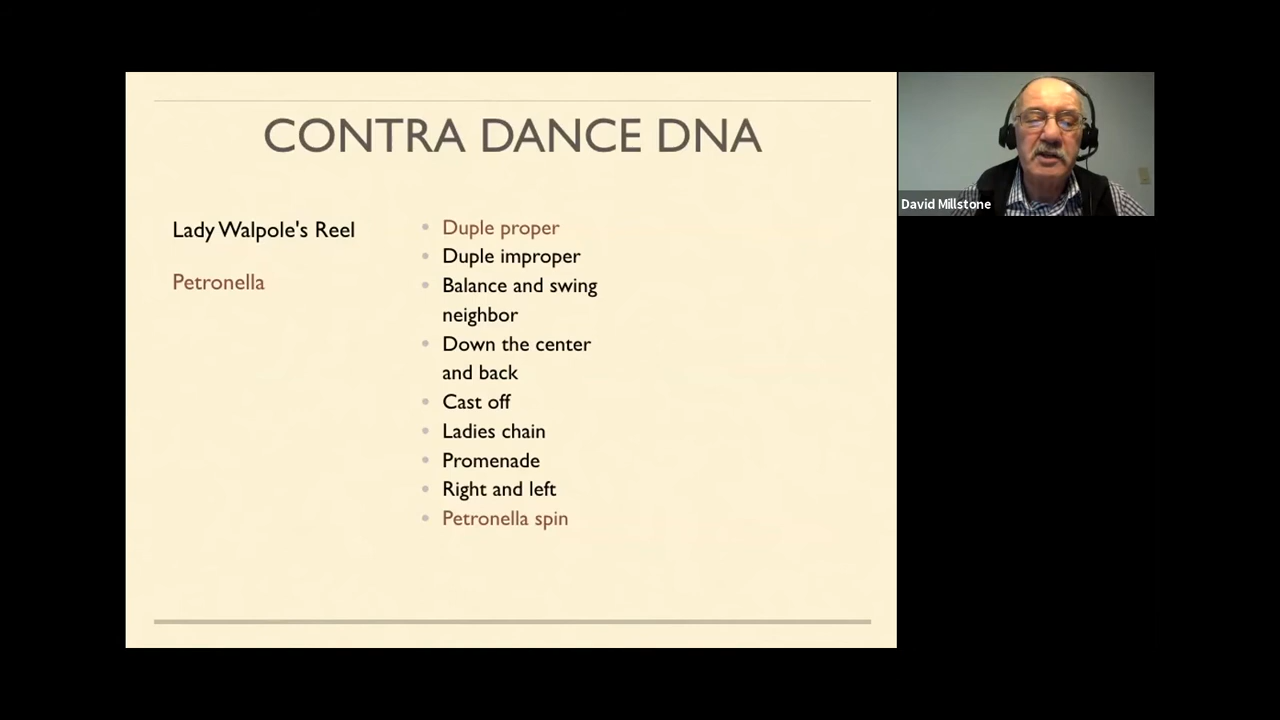 CONTRA DANCE DNA
Lady Walpole's Reel
Petronella
Duple proper
Duple improper
Balance and swing
neighbor
Down the center
and back
Cast off
Ladies chain
Promenade
Right and left
Petronella spin
David Millstone